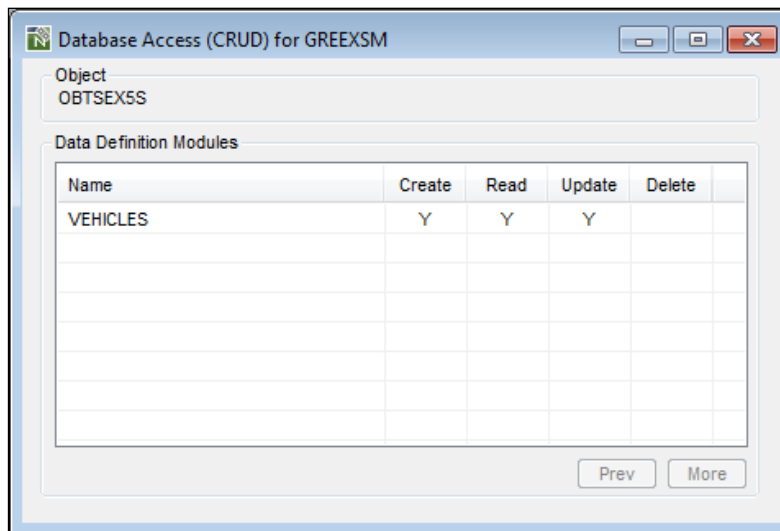 Database Access (CRUD) for GREEXSM
Object
OBTSEX5S
Data Definition Modules
Name Create Read Update Delete
VEHICLES Y Y Y
Prev More